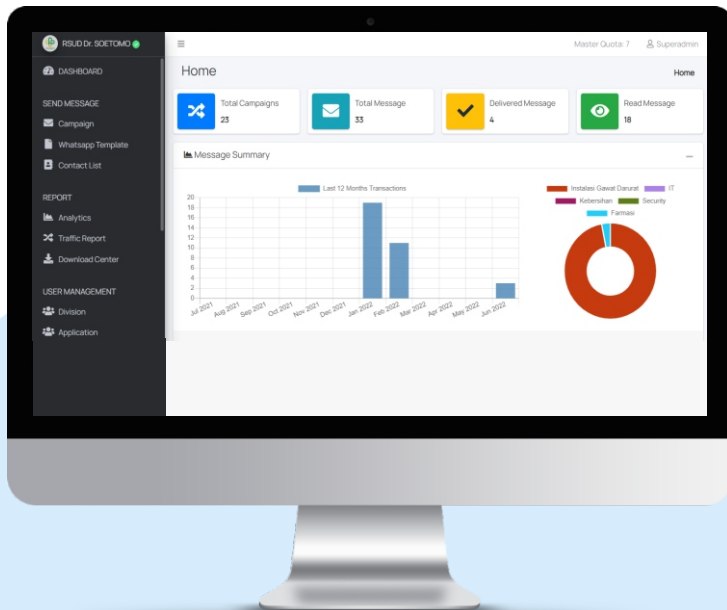 RSUD Dr. SOETOMO
Master Quota: 7
Superadmin
DASHBOARD
SEND MESSAGE
Campaign
Whatsapp Template
Contact List
REPORT
Analytics
Traffic Report
Download Center
USER MANAGEMENT
Division
Application
Home
Home
Total Campaigns
23
Total Message
33
Delivered Message
4
Read Message
18
Message Summary
Last 12 Months Transactions
20
18
16
14
12
10
8
6
4
2
0
Jul 2021
Aug 2021
Sep 2021
Oct 2021
Nov 2021
Dec 2021
Jan 2022
Feb 2022
Mar 2022
Apr 2022
May 2022
Jun 2022
Instalasi Gawat Darurat
IT
Kebersihan
Security
Farmasi